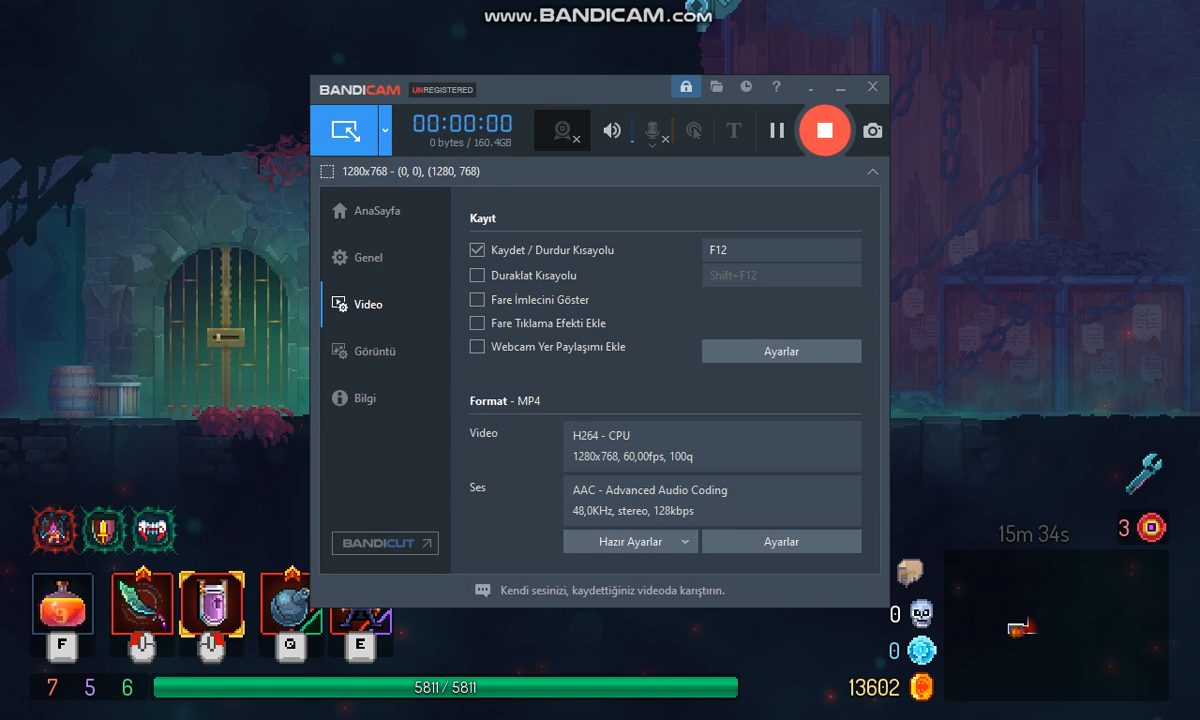 www.BANDICAM.com
BANDICAM UNREGISTERED
00:00:00
0 bytes / 160.4GB
1280x768 - (0, 0), (1280, 768)
AnaSayfa
Genel
Video
Görüntü
Bilgi
BANDICUT
Kayıt
Kaydet / Durdur Kısayolu
F12
Duraklat Kısayolu
Shift+F12
Fare İmlecini Göster
Fare Tıklama Efekti Ekle
Webcam Yer Paylaşımı Ekle
Ayarlar
Format - MP4
Video
H264 - CPU
1280x768, 60,00fps, 100q
Ses
AAC - Advanced Audio Coding
48,0KHz, stereo, 128kbps
Hazır Ayarlar
Ayarlar
Kendi sesinizi, kaydettiğiniz videoda karıştırın.
15m 34s
3
9
F
Q
E
0
0
13602
7 5 6
5811 / 5811